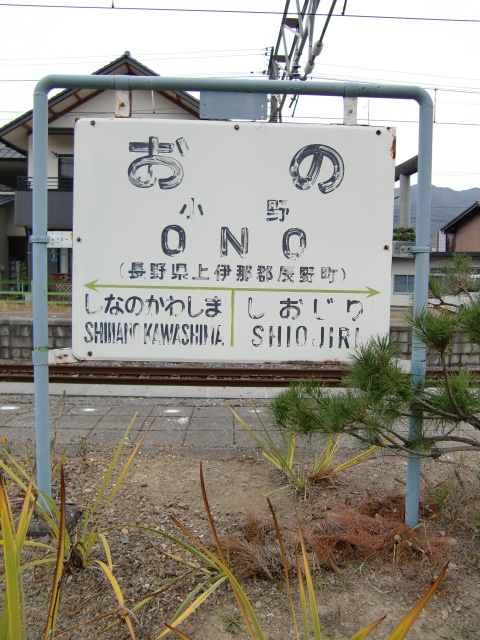 おの
小野
ONO
(長野県上伊那郡辰野町)
しなのかわしま しおじり
SHINANO KAWASHIMA SHIOJIRI